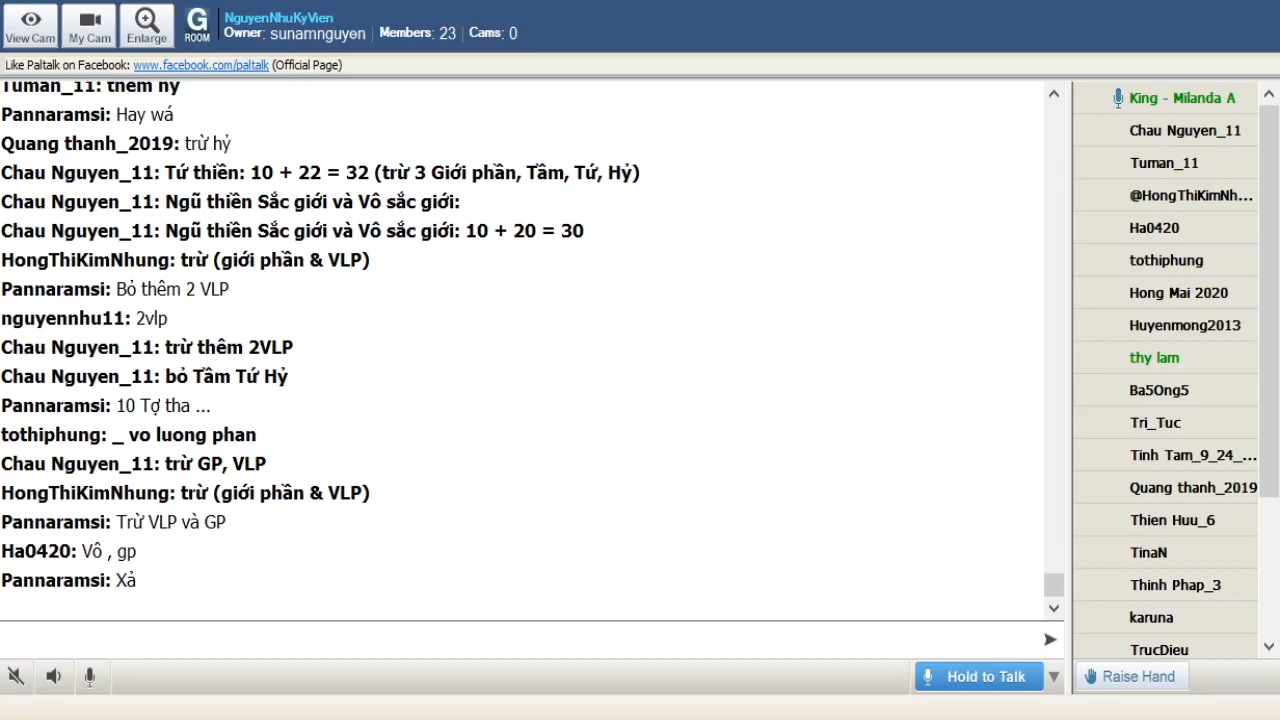 View Cam
My Cam
Enlarge
G
ROOM
NguyenNhuKyVien
Owner: sunamnguyen
Members: 23
Cams: 0
Like Paltalk on Facebook: www.facebook.com/paltalk (Official Page)
Tuman_11: them hy
Pannaramsi: Hay wá
Quang thanh_2019: trừ hỷ
Chau Nguyen_11: Tứ thiền: 10 + 22 = 32 (trừ 3 Giới phần, Tầm, Tứ, Hỷ)
Chau Nguyen_11: Ngũ thiền Sắc giới và Vô sắc giới:
Chau Nguyen_11: Ngũ thiền Sắc giới và Vô sắc giới: 10 + 20 = 30
HongThiKimNhung: trừ (giới phần & VLP)
Pannaramsi: Bỏ thêm 2 VLP
nguyennhu11: 2vlp
Chau Nguyen_11: trừ thêm 2VLP
Chau Nguyen_11: bỏ Tầm Tứ Hỷ
Pannaramsi: 10 Tợ tha ...
tothiphung: _ vo luong phan
Chau Nguyen_11: trừ GP, VLP
HongThiKimNhung: trừ (giới phần & VLP)
Pannaramsi: Trừ VLP và GP
Ha0420: Vô , gp
Pannaramsi: Xả
Hold to Talk
King - Milanda A
Chau Nguyen_11
Tuman_11
@HongThiKimNh...
Ha0420
tothiphung
Hong Mai 2020
Huyenmong2013
thy lam
Ba5Ong5
Tri_Tuc
Tinh Tam_9_24_...
Quang thanh_2019
Thien Huu_6
TinaN
Thinh Phap_3
karuna
TrucDieu
Raise Hand